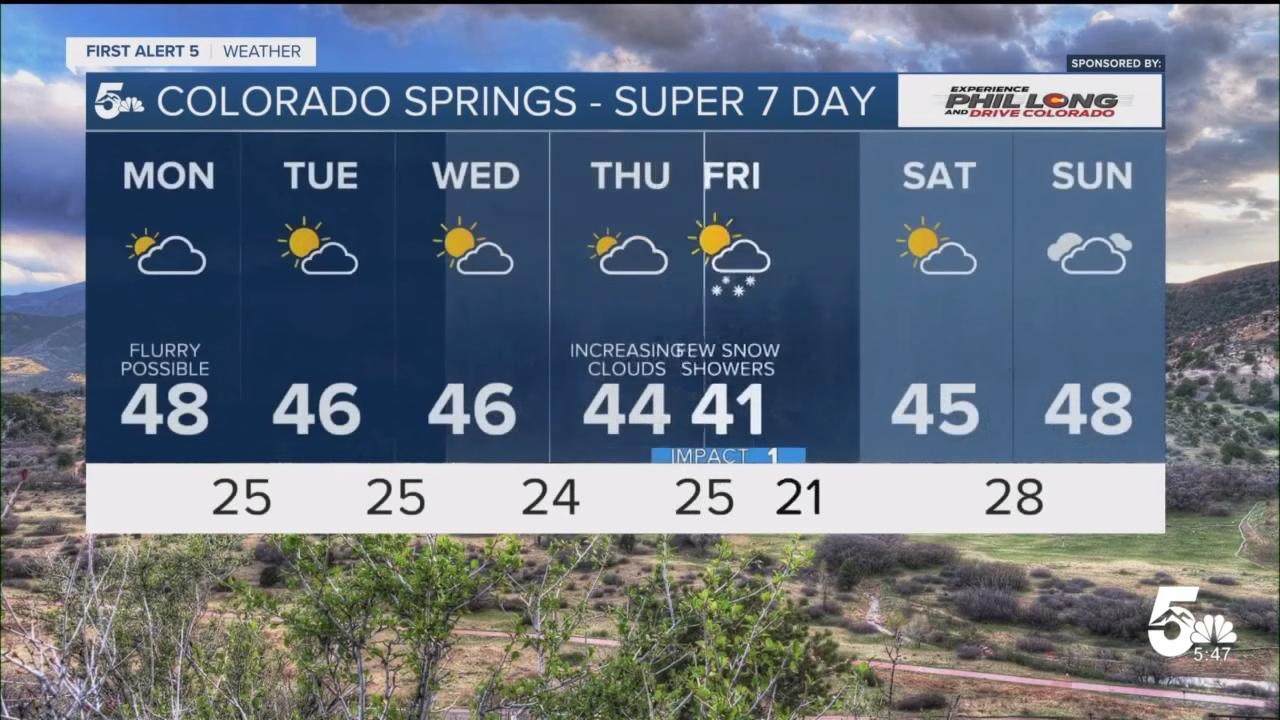 FIRST ALERT 5 | WEATHER
SPONSORED BY:
5 COLORADO SPRINGS - SUPER 7 DAY
EXPERIENCE
PHIL LONG
AND DRIVE COLORADO
MON TUE WED THU FRI SAT SUN
FLURRY INCREASING FEW SNOW
POSSIBLE CLOUDS SHOWERS
48 46 46 44 41 45 48
IMPACT 1
25 25 24 25 21 28
5
5:47